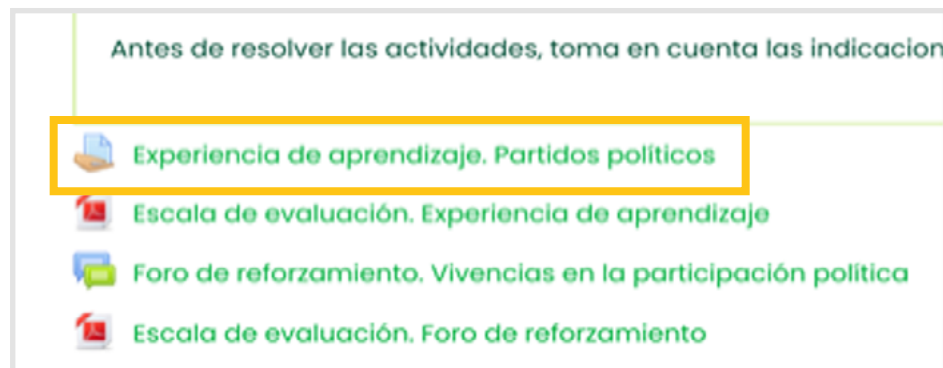 Antes de resolver las actividades, toma en cuenta las indicacion
Experiencia de aprendizaje. Partidos políticos
Escala de evaluación. Experiencia de aprendizaje
Foro de reforzamiento. Vivencias en la participación política
Escala de evaluación. Foro de reforzamiento